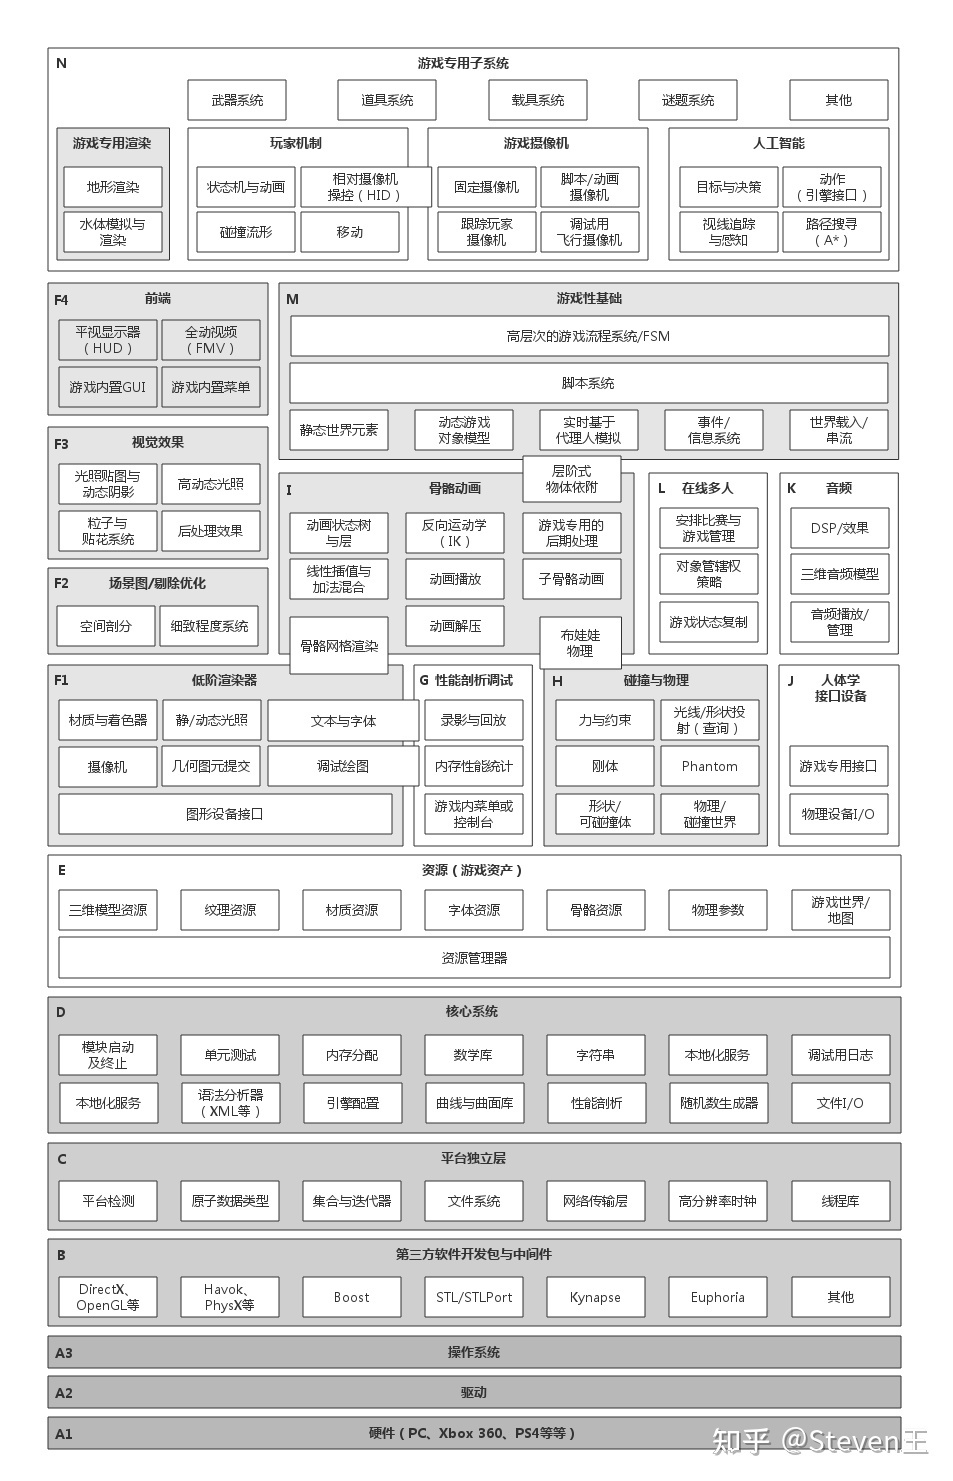 N
游戏专用子系统
武器系统
道具系统
载具系统
谜题系统
其他
游戏专用渲染
地形渲染
水体模拟与
渲染
玩家机制
状态机与动画
相对摄像机
操控（HID）
碰撞流形
移动
游戏摄像机
固定摄像机
脚本/动画
摄像机
跟踪玩家
摄像机
调试用
飞行摄像机
人工智能
目标与决策
动作
（引擎接口）
视线追踪
与感知
路径搜寻
（A*）
F4
前端
平视显示器
（HUD）
全动视频
（FMV）
游戏内置GUI
游戏内置菜单
M
游戏性基础
高层次的游戏流程系统/FSM
脚本系统
静态世界元素
动态游戏
对象模型
实时基于
代理人模拟
事件/
信息系统
世界载入/
串流
F3
视觉效果
光照贴图与
动态阴影
高动态光照
粒子与
贴花系统
后处理效果
F2
场景图/剔除优化
空间剖分
细致程度系统
I
骨骼动画
层阶式
物体依附
动画状态树
与层
反向运动学
（IK）
游戏专用的
后期处理
线性插值与
加法混合
动画播放
子骨骼动画
骨骼网格渲染
动画解压
布娃娃
物理
L
在线多人
安排比赛与
游戏管理
对象管辖权
策略
游戏状态复制
K
音频
DSP/效果
三维音频模型
音频播放/
管理
F1
低阶渲染器
材质与着色器
静/动态光照
文本与字体
摄像机
几何图元提交
调试绘图
图形设备接口
G
性能剖析调试
录影与回放
内存性能统计
游戏内菜单或
控制台
H
碰撞与物理
力与约束
光线/形状投
射（查询）
刚体
Phantom
形状/
可碰撞体
物理/
碰撞世界
J
人体学
接口设备
游戏专用接口
物理设备I/O
E
资源（游戏资产）
三维模型资源
纹理资源
材质资源
字体资源
骨骼资源
物理参数
游戏世界/
地图
资源管理器
D
核心系统
模块启动
及终止
单元测试
内存分配
数学库
字符串
本地化服务
调试用日志
本地化服务
语法分析器
（XML等）
引擎配置
曲线与曲面库
性能剖析
随机数生成器
文件I/O
C
平台独立层
平台检测
原子数据类型
集合与迭代器
文件系统
网络传输层
高分辨率时钟
线程库
B
第三方软件开发包与中间件
DirectX、
OpenGL等
Havok、
PhysX等
Boost
STL/STLPort
Kynapse
Euphoria
其他
A3
操作系统
A2
驱动
A1
硬件（PC、Xbox 360、PS4等等）
知乎 @Steven王